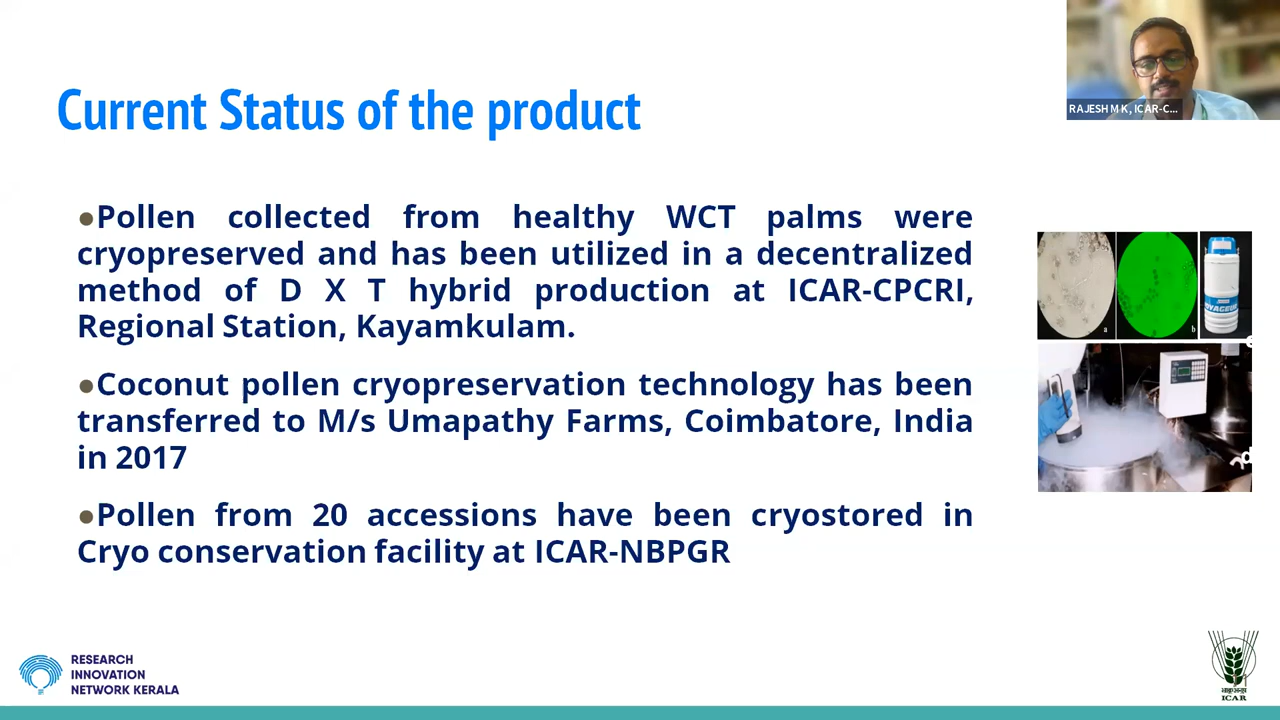 RAJESH M K, ICAR-C...
Current Status of the product
●Pollen collected from healthy WCT palms were
cryopreserved and has been utilized in a decentralized
method of D X T hybrid production at ICAR-CPCRI,
Regional Station, Kayamkulam.
●Coconut pollen cryopreservation technology has been
transferred to M/s Umapathy Farms, Coimbatore, India
in 2017
●Pollen from 20 accessions have been cryostored in
Cryo conservation facility at ICAR-NBPGR
a
b
RESEARCH
INNOVATION
NETWORK KERALA
भाकृअनुप
ICAR